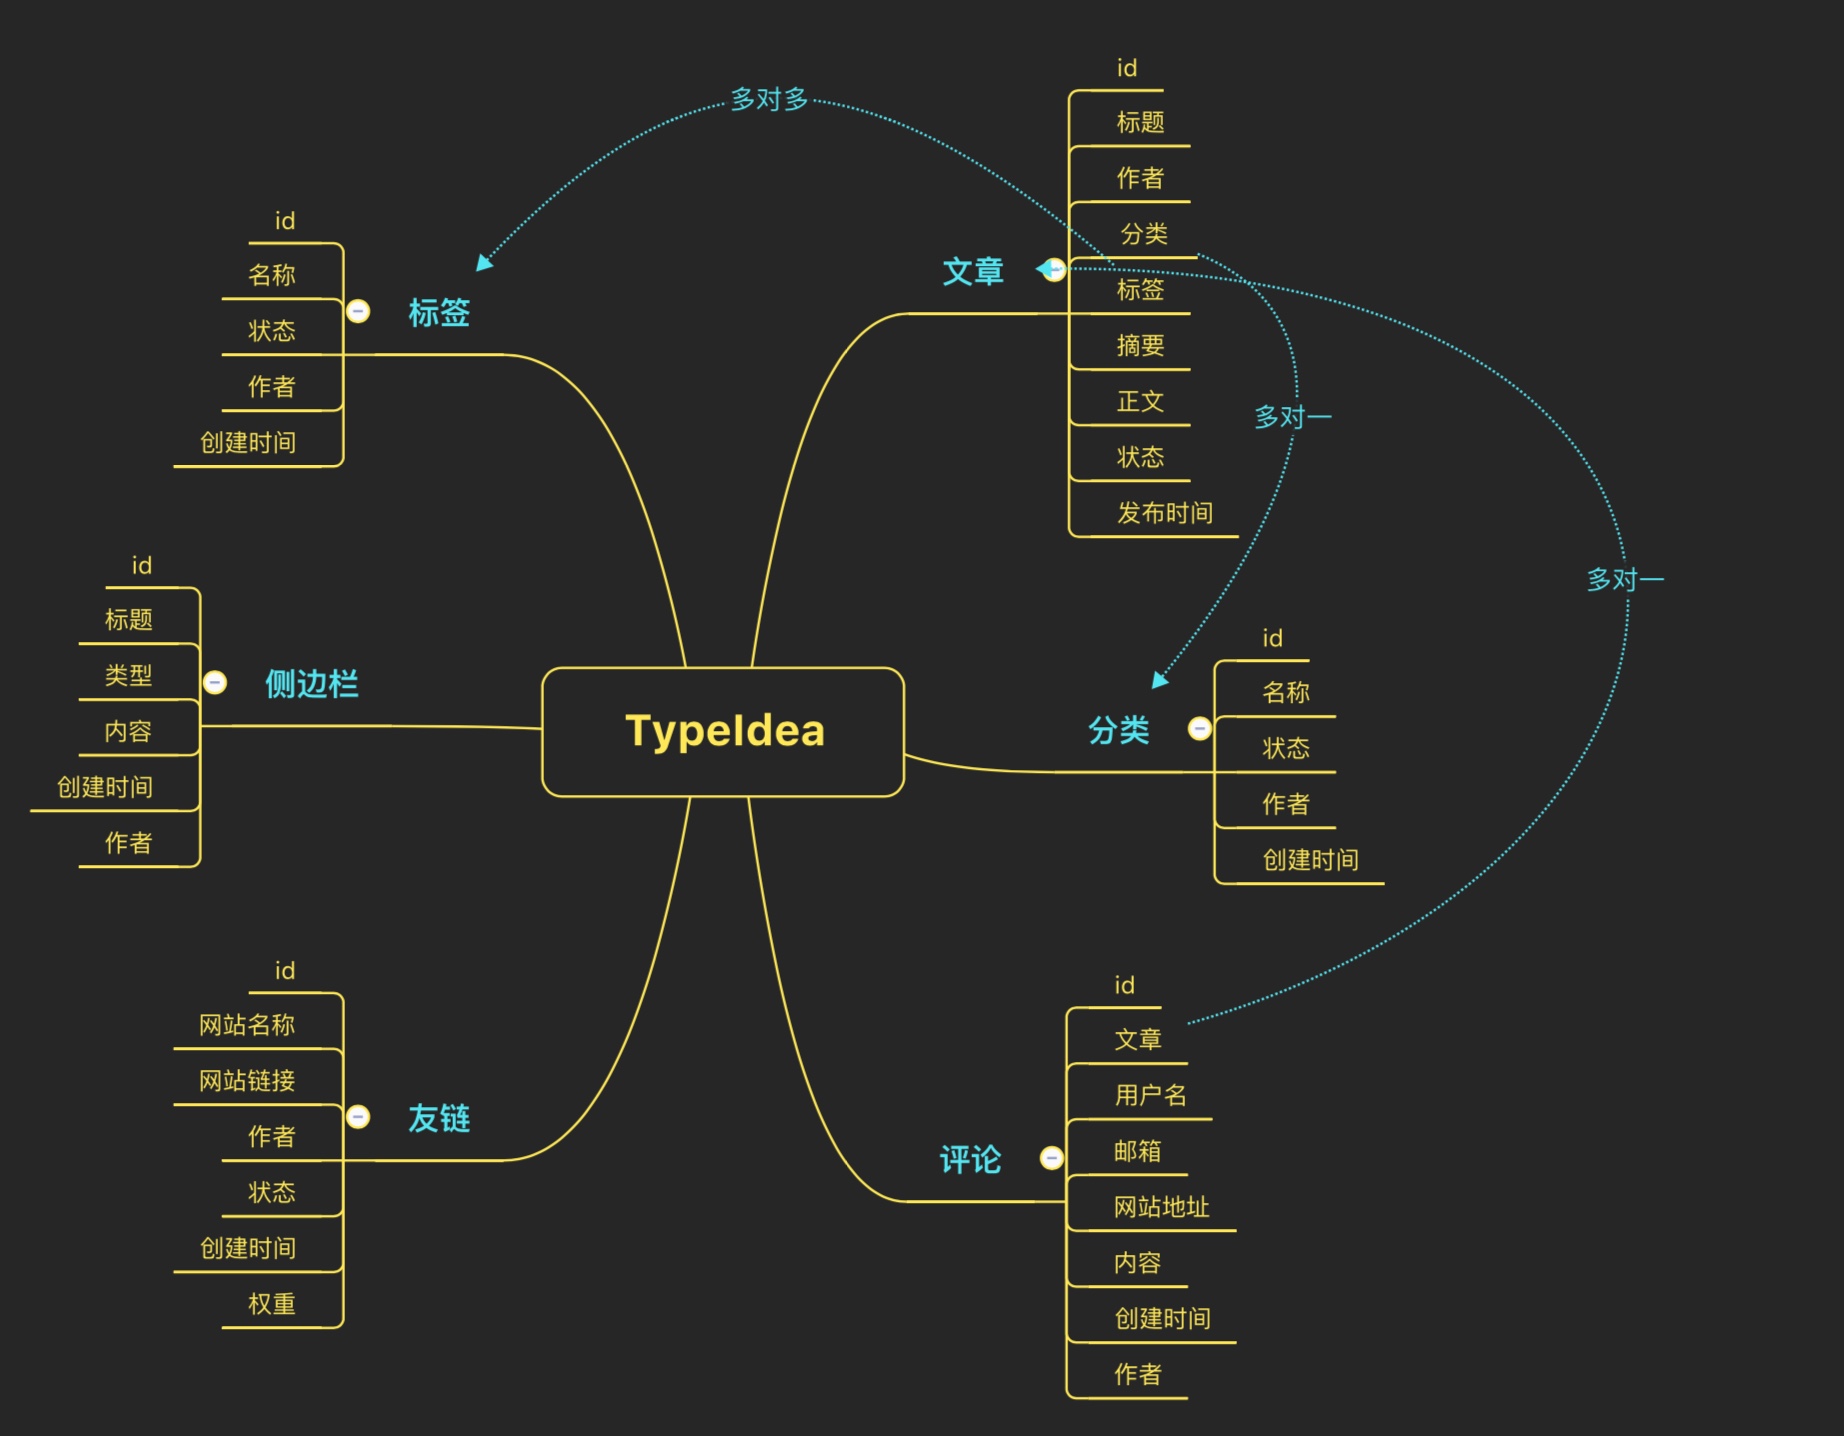 TypeIdea
文章
id
标题
作者
分类
标签
摘要
正文
状态
发布时间
多对多
多对一
多对一
分类
id
名称
状态
作者
创建时间
评论
id
文章
用户名
邮箱
网站地址
内容
创建时间
作者
标签
id
名称
状态
作者
创建时间
侧边栏
id
标题
类型
内容
创建时间
作者
友链
id
网站名称
网站链接
作者
状态
创建时间
权重